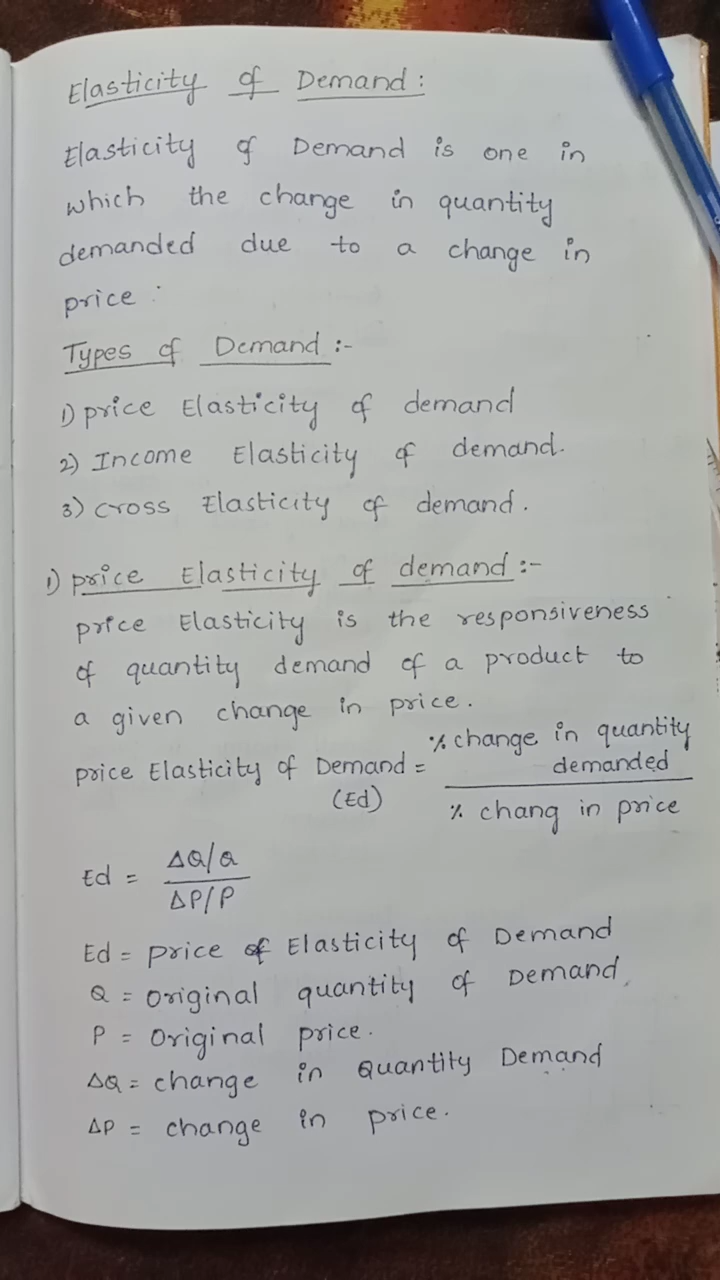 Elasticity of Demand:
Elasticity of Demand is one in
which the change in quantity
demanded due to a change in
price.
Types of Demand :-
1) price Elasticity of demand
2) Income Elasticity of demand.
3) cross Elasticity of demand.
1) price Elasticity of demand :-
price Elasticity is the responsiveness
of quantity demand of a product to
a given change in price.
price Elasticity of Demand = % change in quantity demanded
(Ed) % chang in price
Ed = ΔQ/Q
ΔP/P
Ed = price of Elasticity of Demand
Q = original quantity of Demand
P = Original price.
ΔQ = change in Quantity Demand
ΔP = change in price.